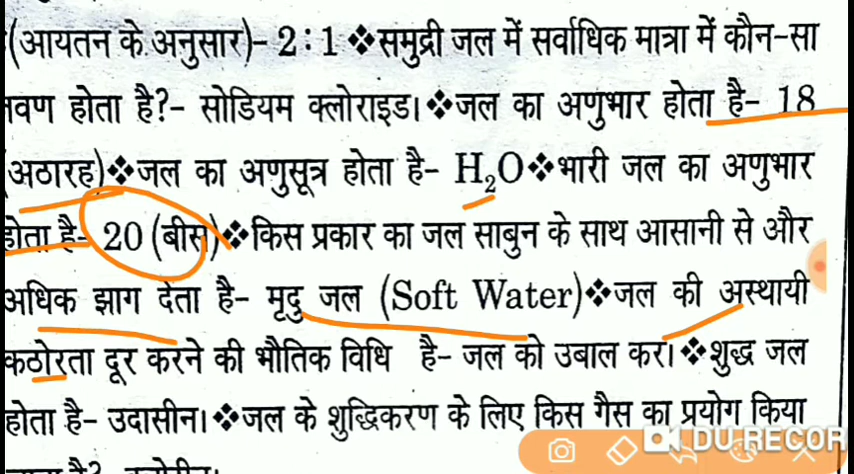 (आयतन के अनुसार)– 2 : 1 ❖समुद्री जल में सर्वाधिक मात्रा में कौन-सा
होता है?– सोडियम क्लोराइड। ❖जल का अणुभार होता है– 18
(अठारह)❖जल का अणुसूत्र होता है– H₂O❖भारी जल का अणुभार
होता है– 20 (बीस)❖किस प्रकार का जल साबुन के साथ आसानी से और
अधिक झाग देता है– मृदु जल (Soft Water)❖जल की अस्थायी
कठोरता दूर करने की भौतिक विधि है– जल को उबाल कर। ❖शुद्ध जल
होता है– उदासीन। ❖जल के शुद्धिकरण के लिए किस गैस का प्रयोग किया
DU RECOR